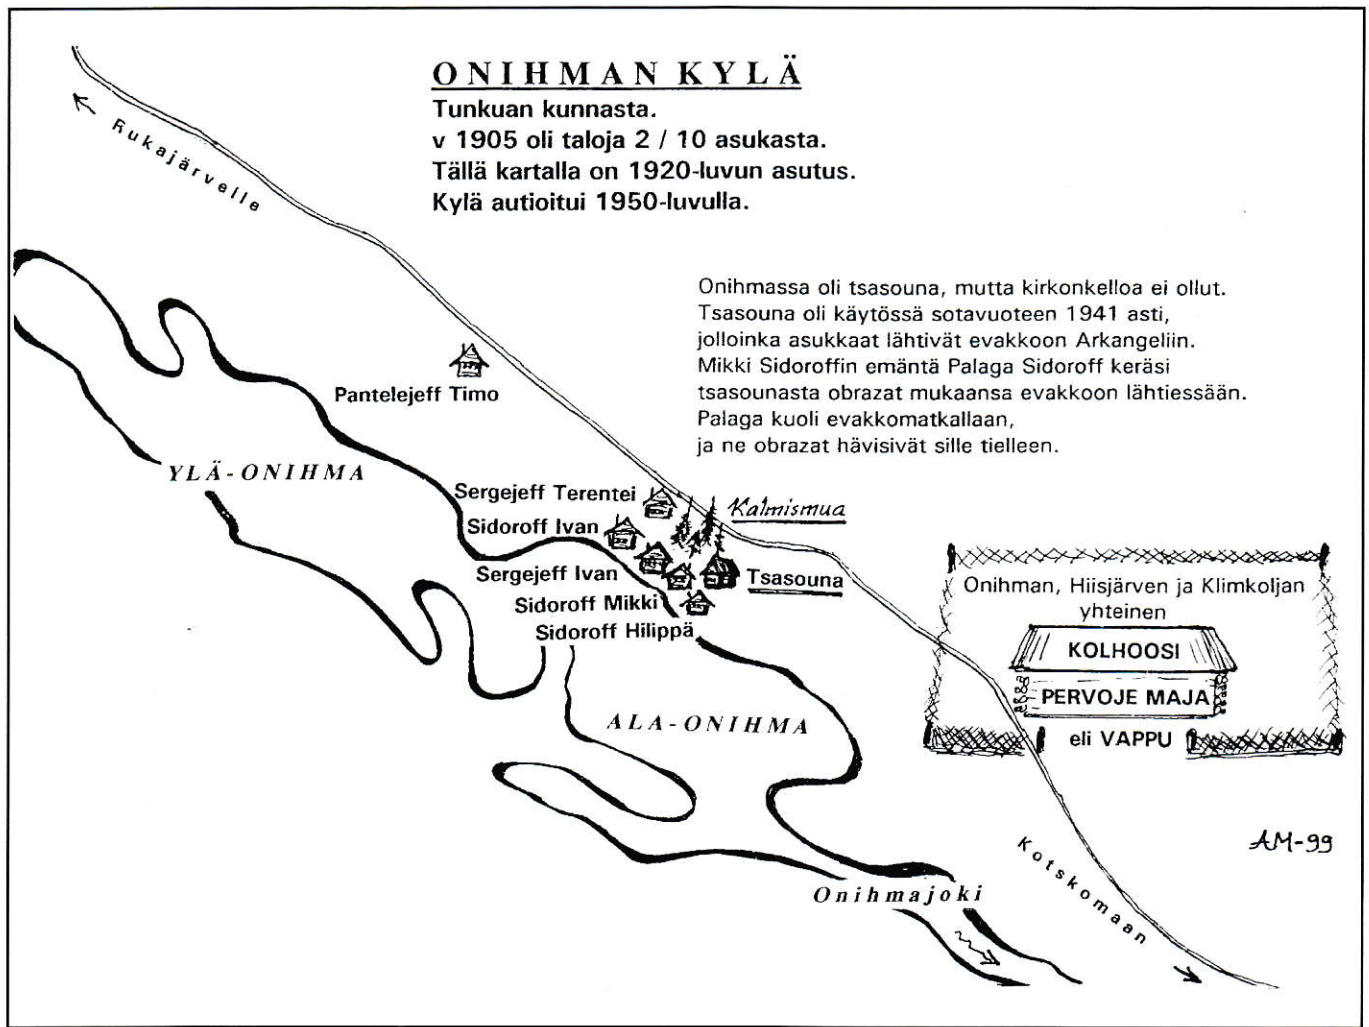 ONIHMAN KYLÄ
Tunkuan kunnasta.
v 1905 oli taloja 2 / 10 asukasta.
Tällä kartalla on 1920-luvun asutus.
Kylä autioitui 1950-luvulla.
Rukajärvelle
Onihmassa oli tsasouna, mutta kirkonkelloa ei ollut.
Tsasouna oli käytössä sotavuoteen 1941 asti,
jolloinka asukkaat lähtivät evakkoon Arkangeliin.
Mikki Sidoroffin emäntä Palaga Sidoroff keräsi
tsasounasta obrazat mukaansa evakkoon lähtiessään.
Palaga kuoli evakkomatkallaan,
ja ne obrazat hävisivät sille tielleen.
Pantelejeff Timo
YLÄ-ONIHMA
Sergejeff Terentei
Kalmismua
Sidoroff Ivan
Sergejeff Ivan
Tsasouna
Sidoroff Mikki
Sidoroff Hilippä
ALA-ONIHMA
Onihman, Hiisjärven ja Klimkoljan
yhteinen
KOLHOOSI
PERVOJE MAJA
eli VAPPU
AM-99
Kotskomaan
Onihmajoki